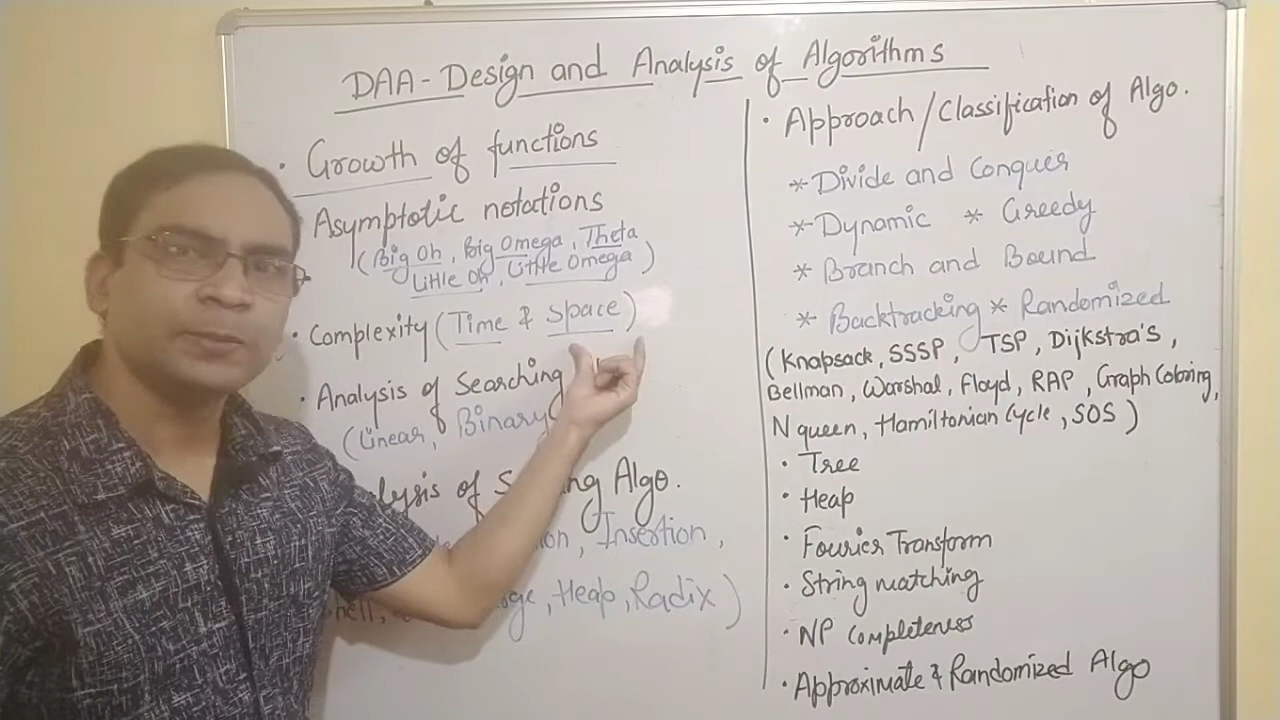 DAA - Design and Analysis of Algorithms
· Growth of functions
Asymptotic notations
(Big Oh, Big Omega, Theta
Little Oh, Little Omega)
· Complexity (Time & Space)
· Analysis of Searching
(Linear, Binary
of Algo.
Insertion,
Heap, Radix)
· Approach/Classification of Algo.
* Divide and Conquer
* Dynamic * Greedy
* Branch and Bound
* Backtracking * Randomized
(Knapsack, SSSP, TSP, Dijkstra's,
Bellman, Warshal, Floyd, RAP, Graph Coloring,
N queen, Hamiltonian Cycle, SOS)
· Tree
· Heap
· Fourier Transform
· String matching
· NP Completeness
· Approximate & Randomized Algo